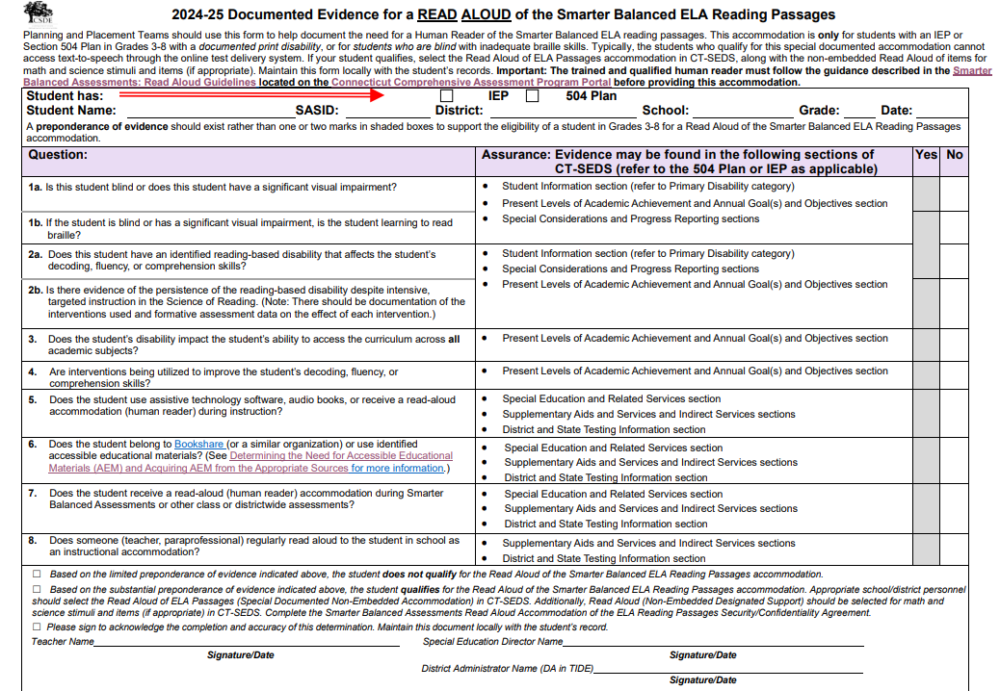 CSDE
2024-25 Documented Evidence for a READ ALOUD of the Smarter Balanced ELA Reading Passages
Planning and Placement Teams should use this form to help document the need for a Human Reader of the Smarter Balanced ELA reading passages. This accommodation is only for students with an IEP or
Section 504 Plan in Grades 3-8 with a documented print disability, or for students who are blind with inadequate braille skills. Typically, the students who qualify for this special documented accommodation cannot
access text-to-speech through the online test delivery system. If your student qualifies, select the Read Aloud of ELA Passages accommodation in CT-SEDS, along with the non-embedded Read Aloud of items for
math and science stimuli and items (if appropriate). Maintain this form locally with the student's records. Important: The trained and qualified human reader must follow the guidance described in the Smarter
Balanced Assessments: Read Aloud Guidelines located on the Connecticut Comprehensive Assessment Program Portal before providing this accommodation.
Student has: ☐ IEP ☐ 504 Plan
Student Name: SASID: District: School: Grade: Date:
A preponderance of evidence should exist rather than one or two marks in shaded boxes to support the eligibility of a student in Grades 3-8 for a Read Aloud of the Smarter Balanced ELA Reading Passages
accommodation.
Question: Assurance: Evidence may be found in the following sections of Yes No
CT-SEDS (refer to the 504 Plan or IEP as applicable)
1a. Is this student blind or does this student have a significant visual impairment?
• Student Information section (refer to Primary Disability category)
• Present Levels of Academic Achievement and Annual Goal(s) and Objectives section
• Special Considerations and Progress Reporting sections
1b. If the student is blind or has a significant visual impairment, is the student learning to read
braille?
2a. Does this student have an identified reading-based disability that affects the student's
decoding, fluency, or comprehension skills?
• Student Information section (refer to Primary Disability category)
• Special Considerations and Progress Reporting sections
• Present Levels of Academic Achievement and Annual Goal(s) and Objectives section
2b. Is there evidence of the persistence of the reading-based disability despite intensive,
targeted instruction in the Science of Reading. (Note: There should be documentation of the
interventions used and formative assessment data on the effect of each intervention.)
3. Does the student's disability impact the student's ability to access the curriculum across all
academic subjects?
• Present Levels of Academic Achievement and Annual Goal(s) and Objectives section
4. Are interventions being utilized to improve the student's decoding, fluency, or
comprehension skills?
• Present Levels of Academic Achievement and Annual Goal(s) and Objectives section
5. Does the student use assistive technology software, audio books, or receive a read-aloud
accommodation (human reader) during instruction?
• Special Education and Related Services section
• Supplementary Aids and Services and Indirect Services sections
• District and State Testing Information section
6. Does the student belong to Bookshare (or a similar organization) or use identified
accessible educational materials? (See Determining the Need for Accessible Educational
Materials (AEM) and Acquiring AEM from the Appropriate Sources for more information.)
• Special Education and Related Services section
• Supplementary Aids and Services and Indirect Services sections
• District and State Testing Information section
7. Does the student receive a read-aloud (human reader) accommodation during Smarter
Balanced Assessments or other class or districtwide assessments?
• Special Education and Related Services section
• Supplementary Aids and Services and Indirect Services sections
• District and State Testing Information section
8. Does someone (teacher, paraprofessional) regularly read aloud to the student in school as
an instructional accommodation?
• Supplementary Aids and Services and Indirect Services sections
• District and State Testing Information section
☐ Based on the limited preponderance of evidence indicated above, the student does not qualify for the Read Aloud of the Smarter Balanced ELA Reading Passages accommodation.
☐ Based on the substantial preponderance of evidence indicated above, the student qualifies for the Read Aloud of the Smarter Balanced ELA Reading Passages accommodation. Appropriate school/district personnel
should select the Read Aloud of ELA Passages (Special Documented Non-Embedded Accommodation) in CT-SEDS. Additionally, Read Aloud (Non-Embedded Designated Support) should be selected for math and
science stimuli and items (if appropriate) in CT-SEDS. Complete the Smarter Balanced Assessments Read Aloud Accommodation of the ELA Reading Passages Security/Confidentiality Agreement.
☐ Please sign to acknowledge the completion and accuracy of this determination. Maintain this document locally with the student's record.
Teacher Name Special Education Director Name
Signature/Date Signature/Date
District Administrator Name (DA in TIDE)
Signature/Date